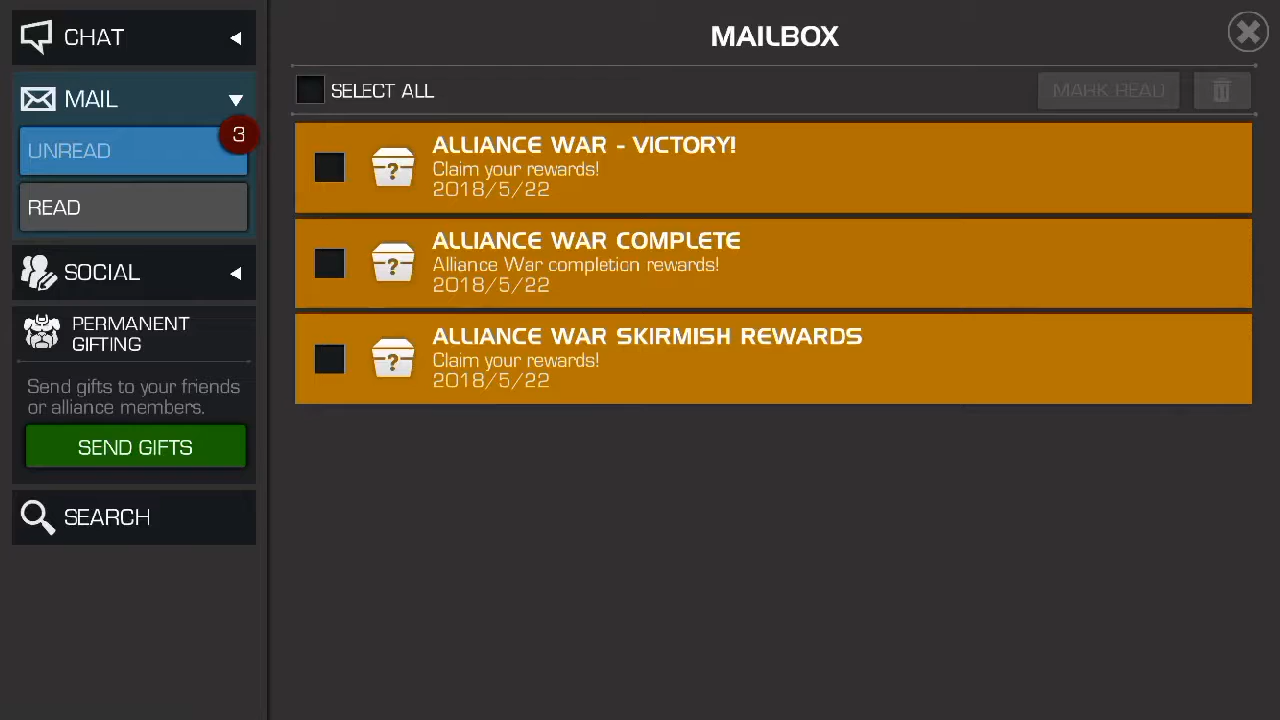 CHAT
MAIL
3
UNREAD
READ
SOCIAL
PERMANENT
GIFTING
Send gifts to your friends
or alliance members.
SEND GIFTS
SEARCH
MAILBOX
SELECT ALL
MARK READ
ALLIANCE WAR - VICTORY!
Claim your rewards!
2018/5/22
ALLIANCE WAR COMPLETE
Alliance War completion rewards!
2018/5/22
ALLIANCE WAR SKIRMISH REWARDS
Claim your rewards!
2018/5/22